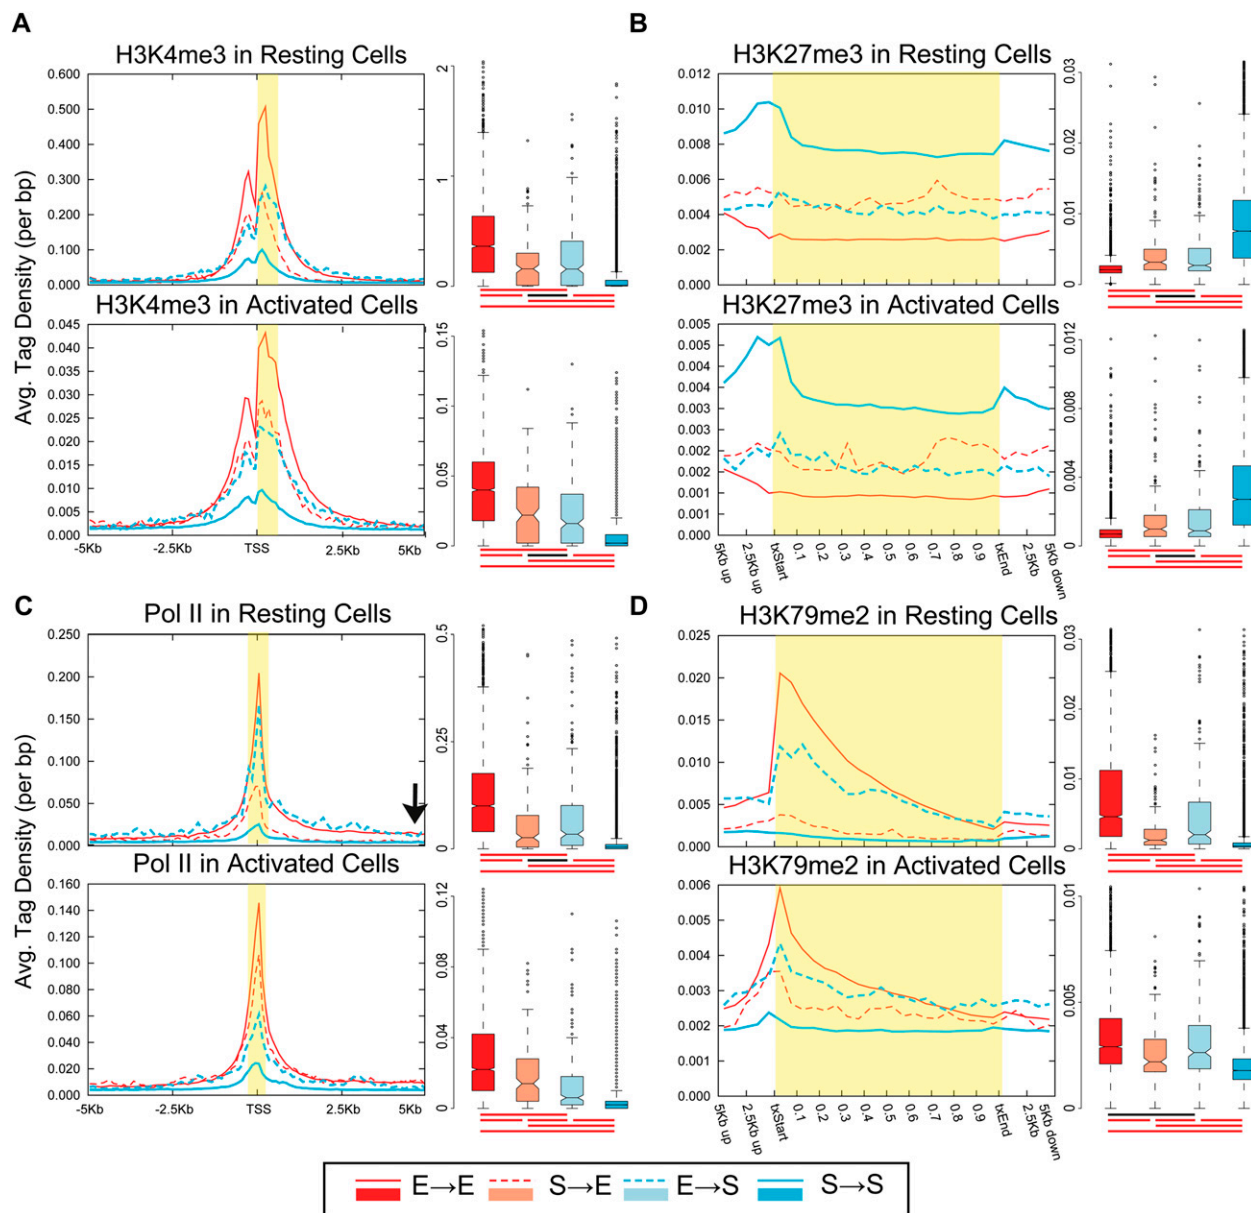 A
H3K4me3 in Resting Cells
0.600
0.500
0.400
0.300
0.200
0.100
0.000
2
1
0
H3K4me3 in Activated Cells
0.045
0.040
0.035
0.030
0.025
0.020
0.015
0.010
0.005
0.000
-5Kb
-2.5Kb
TSS
2.5Kb
5Kb
0.15
0.1
0.05
0
Avg. Tag Density (per bp)
B
H3K27me3 in Resting Cells
0.012
0.010
0.008
0.006
0.004
0.002
0.000
0.03
0.02
0.01
0
H3K27me3 in Activated Cells
0.005
0.004
0.004
0.003
0.003
0.002
0.002
0.001
0.001
0.000
5Kb up
2.5Kb up
txStart
0.1
0.2
0.3
0.4
0.5
0.6
0.7
0.8
0.9
txEnd
2.5Kb
5Kb down
0.012
0.008
0.004
0
C
Pol II in Resting Cells
0.250
0.200
0.150
0.100
0.050
0.000
0.5
0.25
0
Pol II in Activated Cells
0.160
0.140
0.120
0.100
0.080
0.060
0.040
0.020
0.000
-5Kb
-2.5Kb
TSS
2.5Kb
5Kb
0.12
0.08
0.04
0
Avg. Tag Density (per bp)
D
H3K79me2 in Resting Cells
0.025
0.020
0.015
0.010
0.005
0.000
0.03
0.02
0.01
0
H3K79me2 in Activated Cells
0.006
0.005
0.004
0.003
0.002
0.001
0.000
5Kb up
2.5Kb up
txStart
0.1
0.2
0.3
0.4
0.5
0.6
0.7
0.8
0.9
txEnd
2.5Kb
5Kb down
0.01
0.005
0
E→E S→E E→S S→S